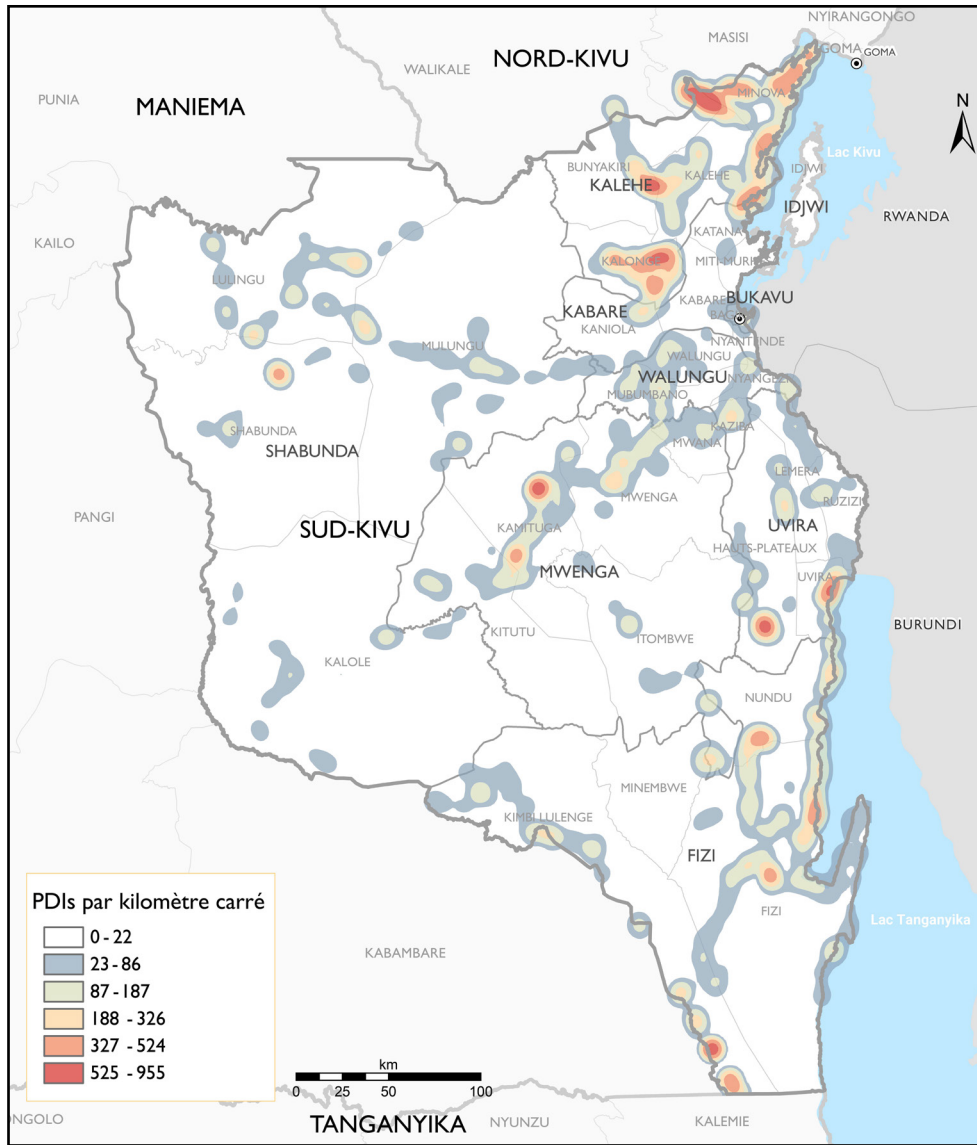 NYIRANGONGO
MASISI
GOMA
GOMA
NORD-KIVU
WALIKALE
PUNIA
MANIEMA
MINOVA
N
Lac Kivu
BUNYAKIRI
KALEHE
KALEHE
IDJWI
IDJWI
RWANDA
KATANA
KAILO
KALONGE
MITI-MURHESA
LULINGU
KABARE
BUKAVU
KABARE
KANIOLA
NYANTENDE
MULUNGU
WALUNGU
WALUNGU
NYANGEZI
MUBUMBANO
KAZIBA
SHABUNDA
MWANA
SHABUNDA
LEMERA
MWENGA
RUZIZI
PANGI
SUD-KIVU
KAMITUGA
UVIRA
HAUTS-PLATEAUX
MWENGA
UVIRA
BURUNDI
KITUTU
ITOMBWE
KALOLE
NUNDU
MINEMBWE
KIMBI LULENGE
FIZI
PDIs par kilomètre carré
0 - 22
23 - 86
87 - 187
188 - 326
327 - 524
525 - 955
FIZI
Lac Tanganyika
KABAMBARE
km
0 25 50 100
TANGANYIKA
NYUNZU
KALEMIE